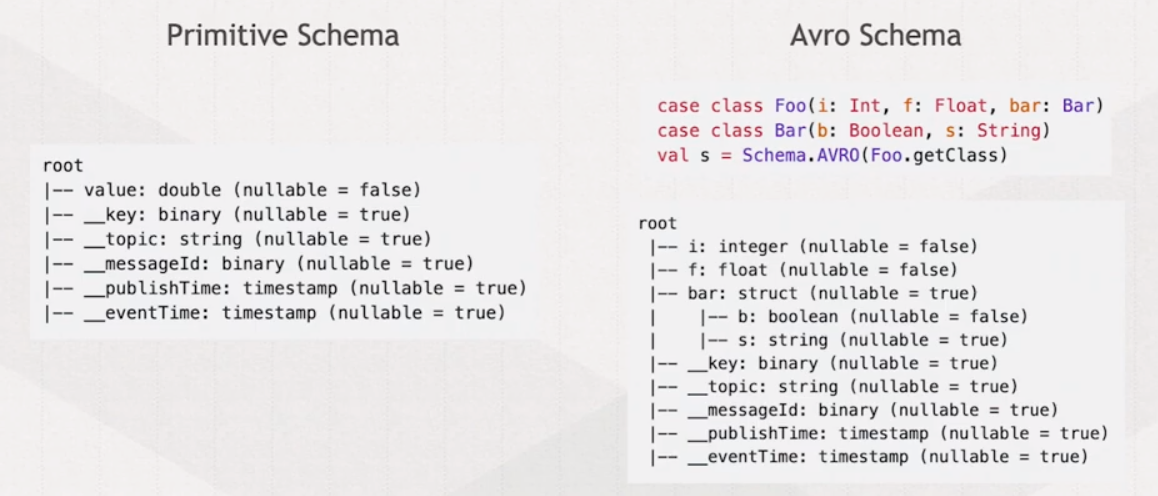 Primitive Schema
root
|-- value: double (nullable = false)
|-- __key: binary (nullable = true)
|-- __topic: string (nullable = true)
|-- __messageId: binary (nullable = true)
|-- __publishTime: timestamp (nullable = true)
|-- __eventTime: timestamp (nullable = true)
Avro Schema
case class Foo(i: Int, f: Float, bar: Bar)
case class Bar(b: Boolean, s: String)
val s = Schema.AVRO(Foo.getClass)
root
|-- i: integer (nullable = false)
|-- f: float (nullable = false)
|-- bar: struct (nullable = true)
|    |-- b: boolean (nullable = false)
|    |-- s: string (nullable = true)
|-- __key: binary (nullable = true)
|-- __topic: string (nullable = true)
|-- __messageId: binary (nullable = true)
|-- __publishTime: timestamp (nullable = true)
|-- __eventTime: timestamp (nullable = true)